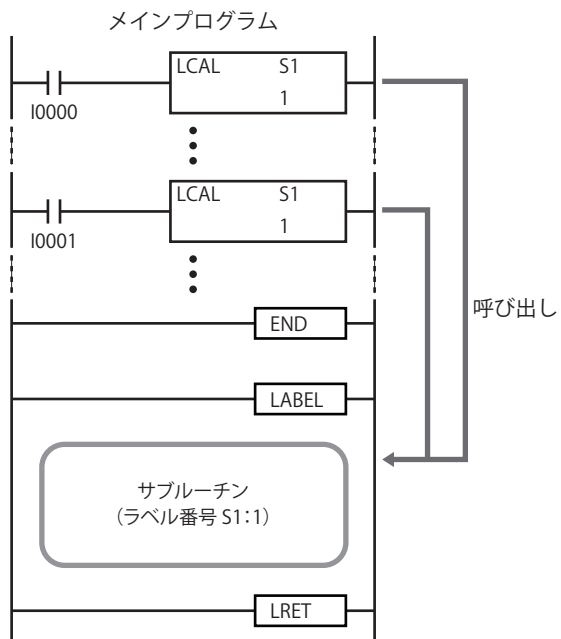 メインプログラム
LCAL S1
1
I0000
LCAL S1
1
I0001
呼び出し
END
LABEL
サブルーチン
(ラベル番号 S1:1)
LRET